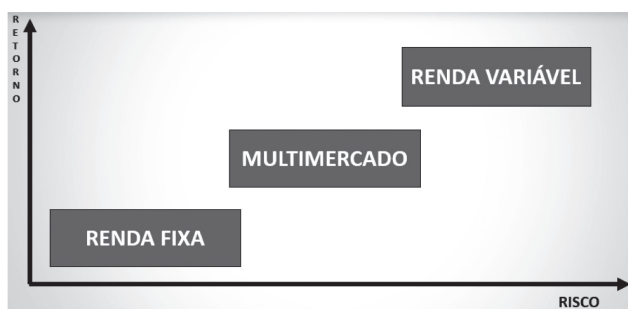 RETORNO
RENDA VARIÁVEL
MULTIMERCADO
RENDA FIXA
RISCO